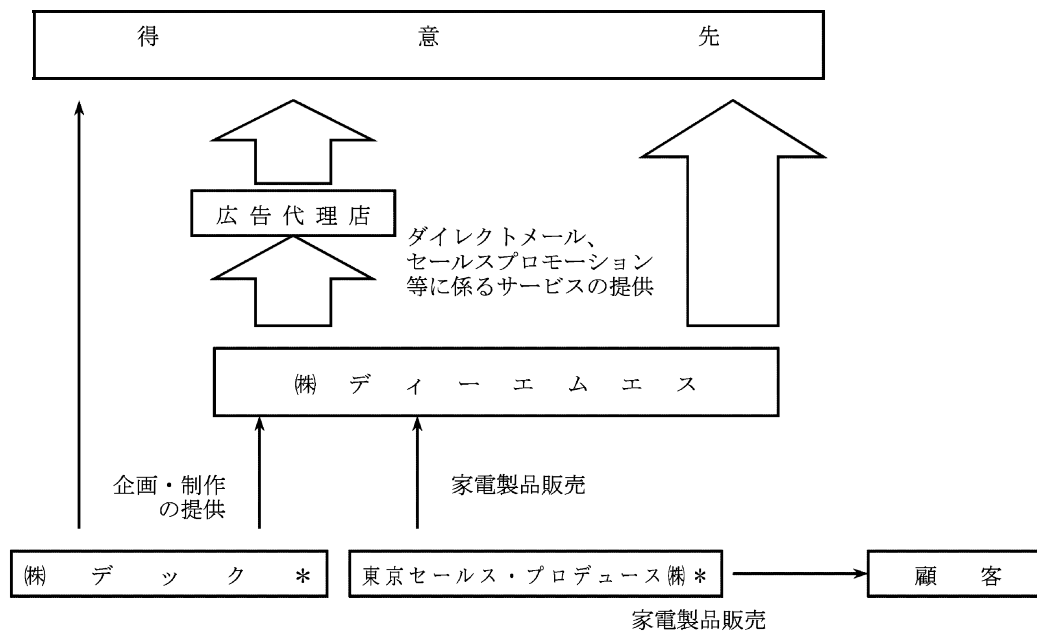 得意先
広告代理店
ダイレクトメール、
セールスプロモーション
等に係るサービスの提供
㈱ディーエムエス
企画・制作
の提供
家電製品販売
㈱デック＊
東京セールス・プロデュース㈱＊
顧客
家電製品販売